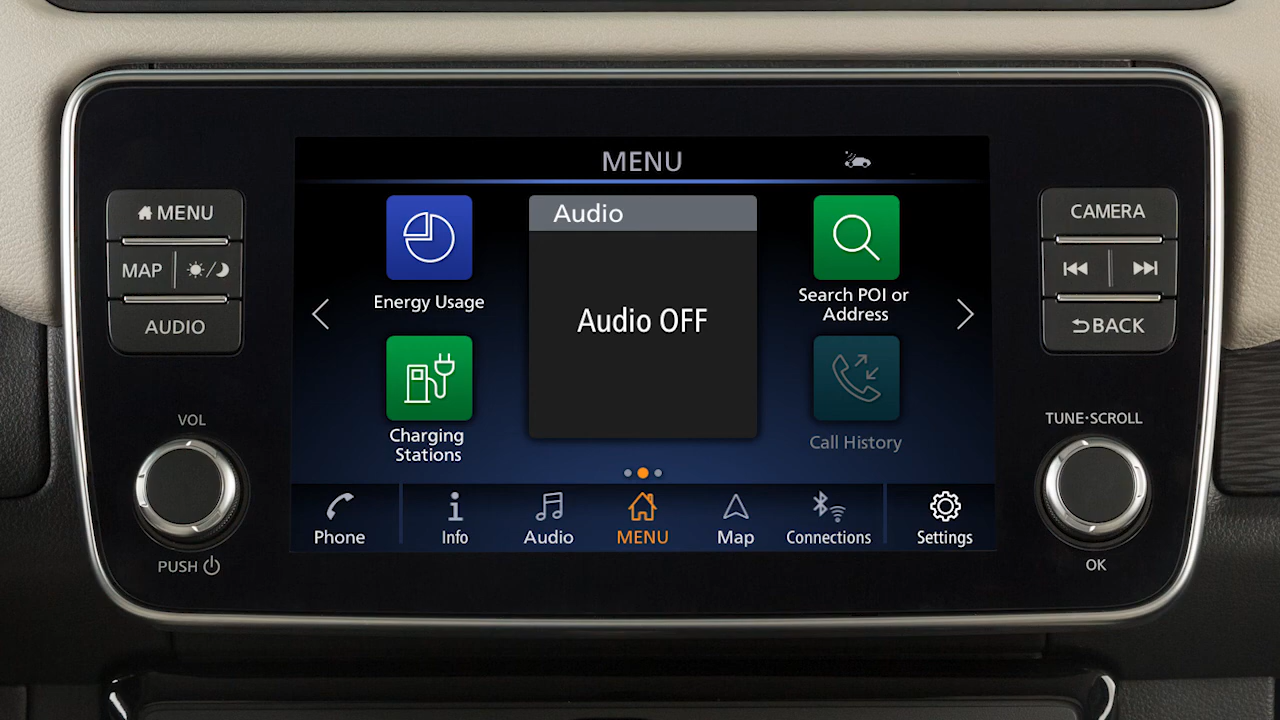 MENU
MENU
MAP
AUDIO
VOL
PUSH
Energy Usage
Charging
Stations
Audio
Audio OFF
Search POI or
Address
Call History
Phone
Info
Audio
MENU
Map
Connections
Settings
CAMERA
BACK
TUNE·SCROLL
OK